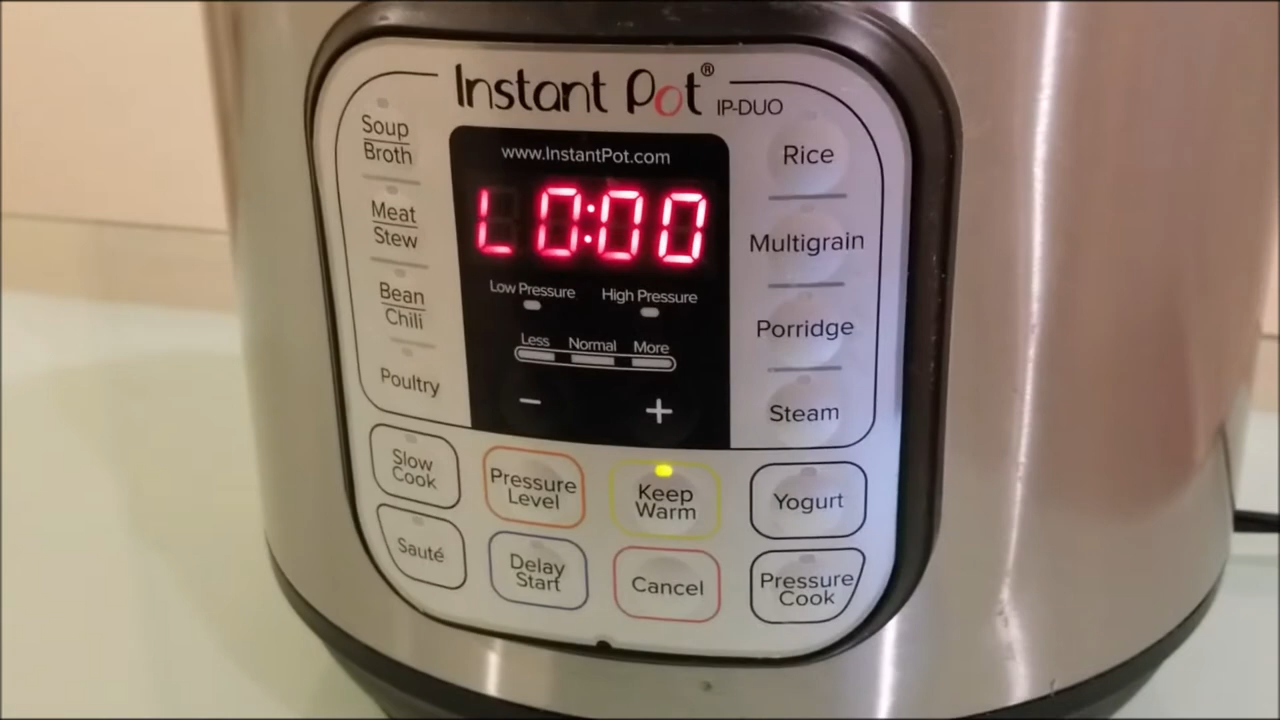 Instant Pot® IP-DUO
Soup
Broth
Meat
Stew
Bean
Chili
Poultry
www.InstantPot.com
L0:00
Low Pressure High Pressure
Less Normal More
− +
Rice
Multigrain
Porridge
Steam
Slow
Cook
Pressure
Level
Keep
Warm
Yogurt
Sauté
Delay
Start
Cancel
Pressure
Cook